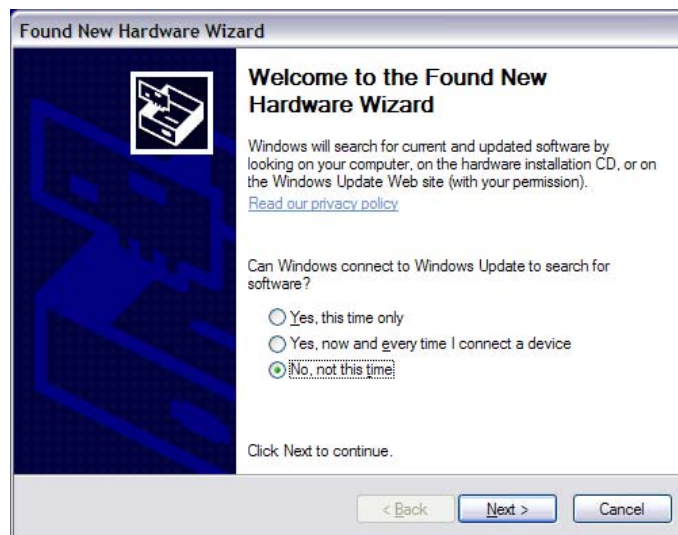 Found New Hardware Wizard
Welcome to the Found New
Hardware Wizard
Windows will search for current and updated software by
looking on your computer, on the hardware installation CD, or on
the Windows Update Web site (with your permission).
Read our privacy policy
Can Windows connect to Windows Update to search for
software?
Yes, this time only
Yes, now and every time I connect a device
No, not this time
Click Next to continue.
< Back
Next >
Cancel